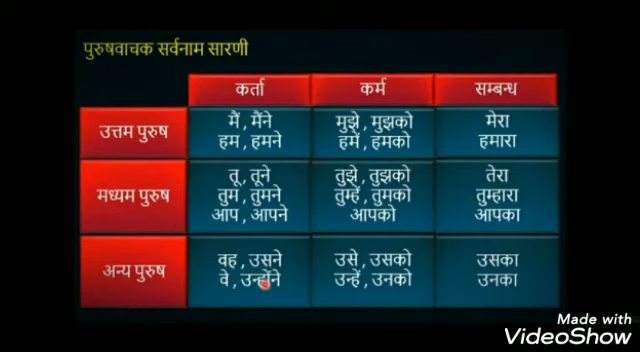 पुरुषवाचक सर्वनाम सारणी
कर्ता कर्म सम्बन्ध
उत्तम पुरुष
मैं , मैंने
हम , हमने
मुझे , मुझको
हमें , हमको
मेरा
हमारा
मध्यम पुरुष
तू , तूने
तुम , तुमने
आप , आपने
तुझे , तुझको
तुम्हें , तुमको
आपको
तेरा
तुम्हारा
आपका
अन्य पुरुष
वह , उसने
वे , उन्होंने
उसे , उसको
उन्हें , उनको
उसका
उनका
Made with
VideoShow